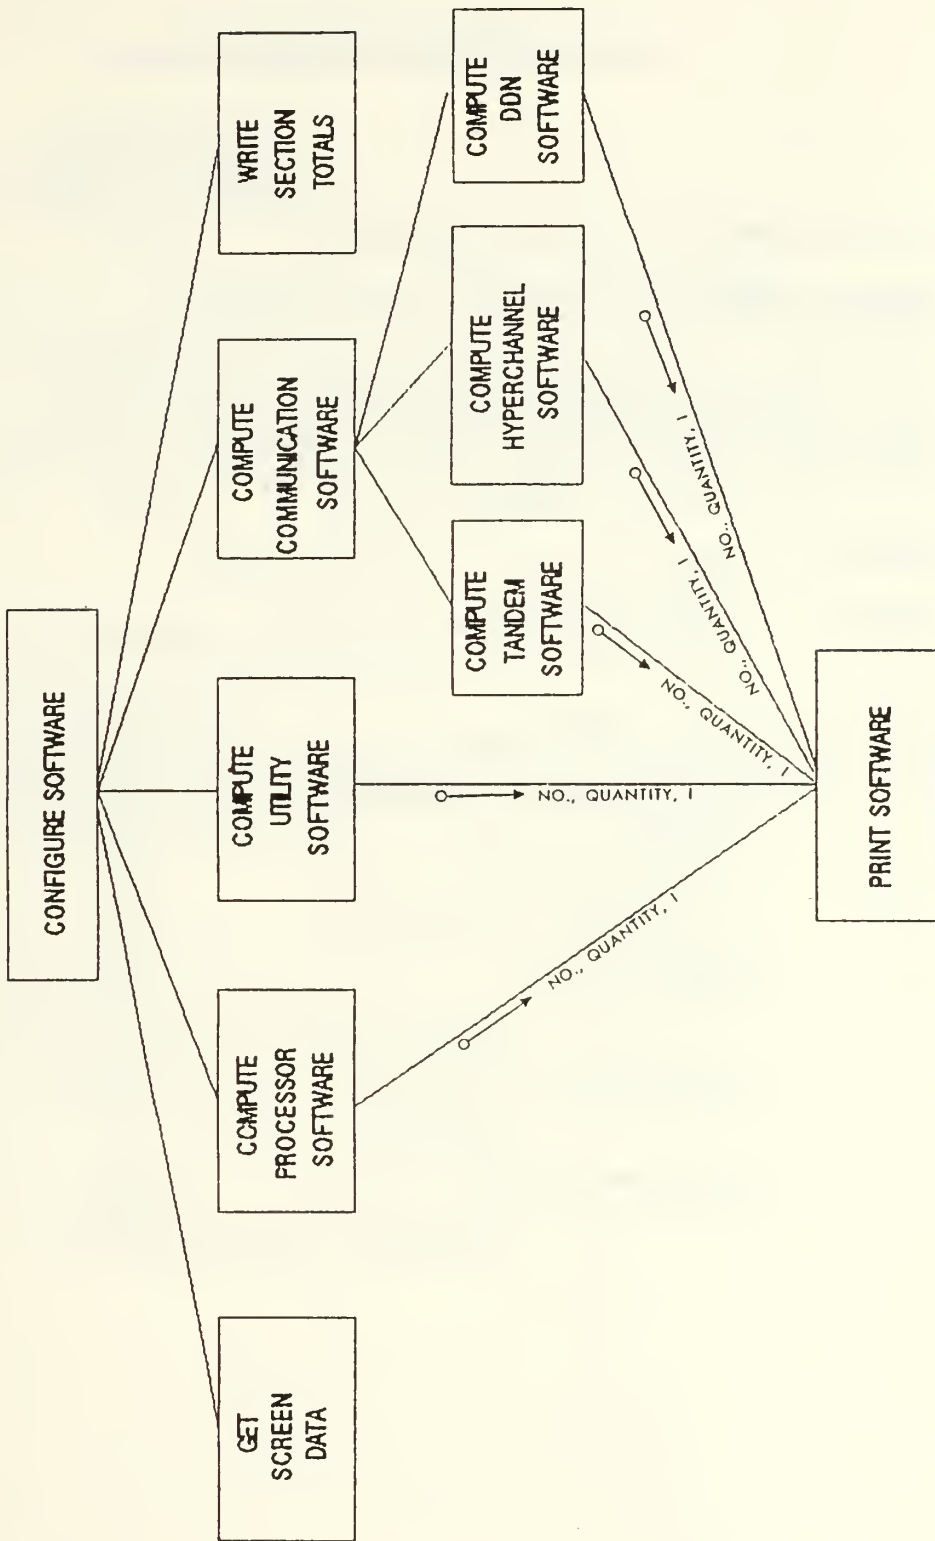 CONFIGURE SOFTWARE
GET
SCREEN
DATA
COMPUTE
PROCESSOR
SOFTWARE
COMPUTE
UTILITY
SOFTWARE
COMPUTE
COMMUNICATION
SOFTWARE
WRITE
SECTION
TOTALS
COMPUTE
TANDEM
SOFTWARE
COMPUTE
HYPERCHANNEL
SOFTWARE
COMPUTE
DDN
SOFTWARE
NO., QUANTITY, I
NO., QUANTITY, I
NO., QUANTITY, I
NO., QUANTITY, I
NO., QUANTITY, I
PRINT SOFTWARE